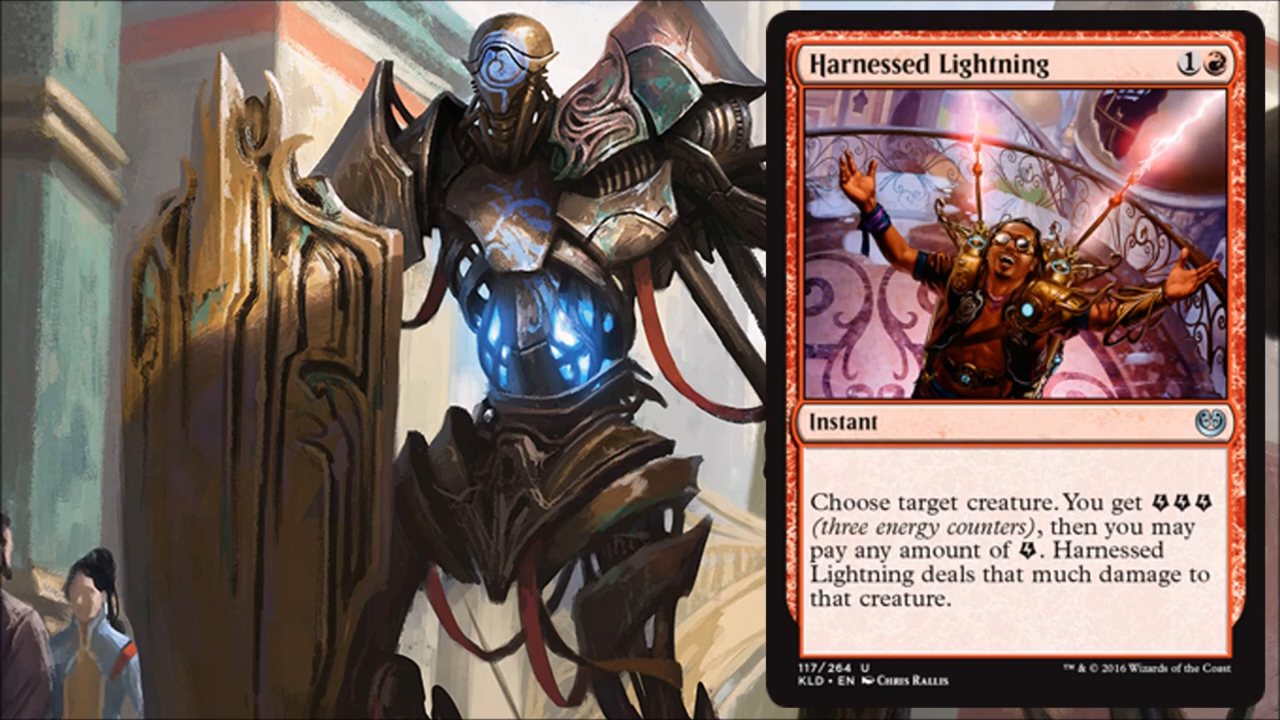 Harnessed Lightning 1
Instant
Choose target creature. You get
(three energy counters), then you may
pay any amount of . Harnessed
Lightning deals that much damage to
that creature.
117/264 U
KLD • EN Chris Rallis
™ & © 2016 Wizards of the Coast